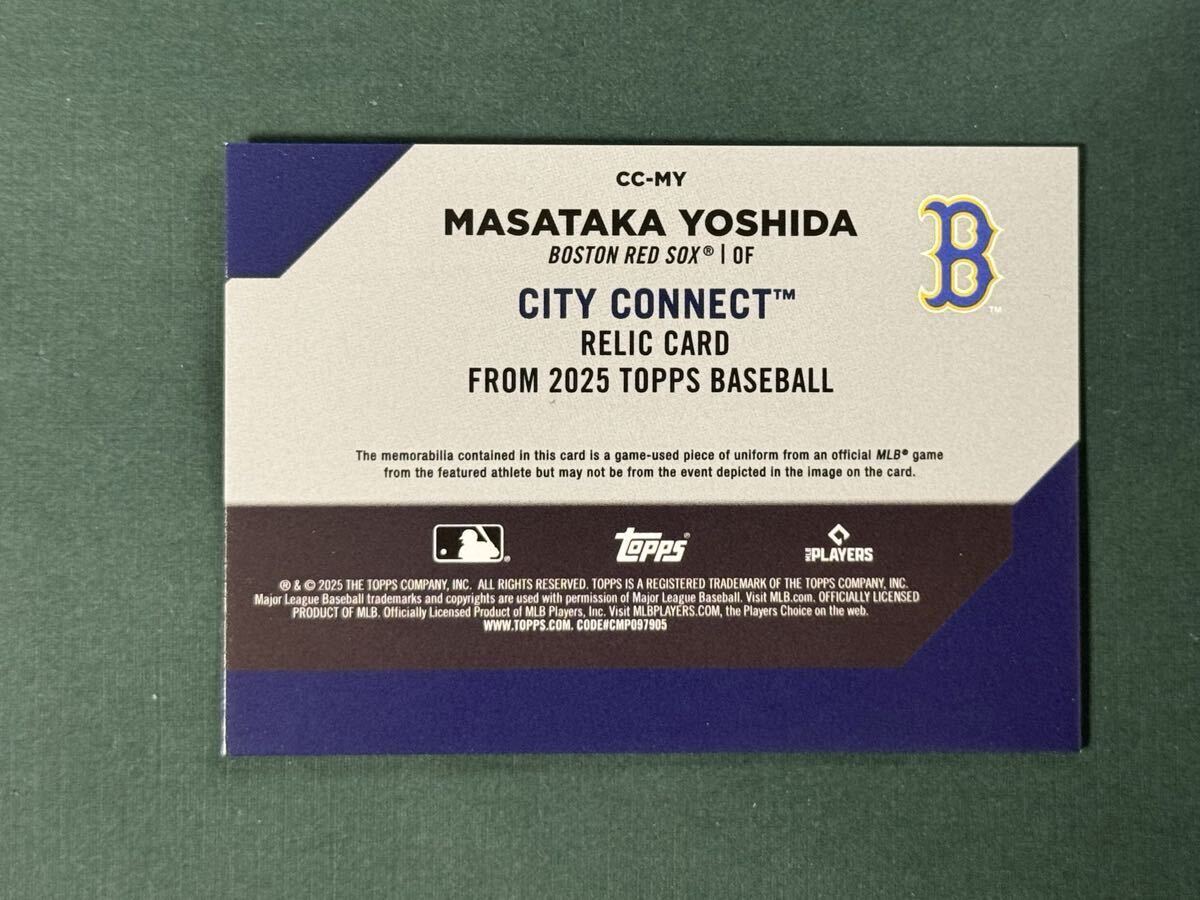 CC-MY
MASATAKA YOSHIDA
BOSTON RED SOX® | OF
B
TM
CITY CONNECT™
RELIC CARD
FROM 2025 TOPPS BASEBALL
The memorabilia contained in this card is a game-used piece of uniform from an official MLB® game
from the featured athlete but may not be from the event depicted in the image on the card.
topps®
MLB PLAYERS
® & © 2025 THE TOPPS COMPANY, INC. ALL RIGHTS RESERVED. TOPPS IS A REGISTERED TRADEMARK OF THE TOPPS COMPANY, INC.
Major League Baseball trademarks and copyrights are used with permission of Major League Baseball. Visit MLB.com. OFFICIALLY LICENSED
PRODUCT OF MLB. Officially Licensed Product of MLB Players, Inc. Visit MLBPLAYERS.COM, the Players Choice on the web.
WWW.TOPPS.COM. CODE#CMP097905